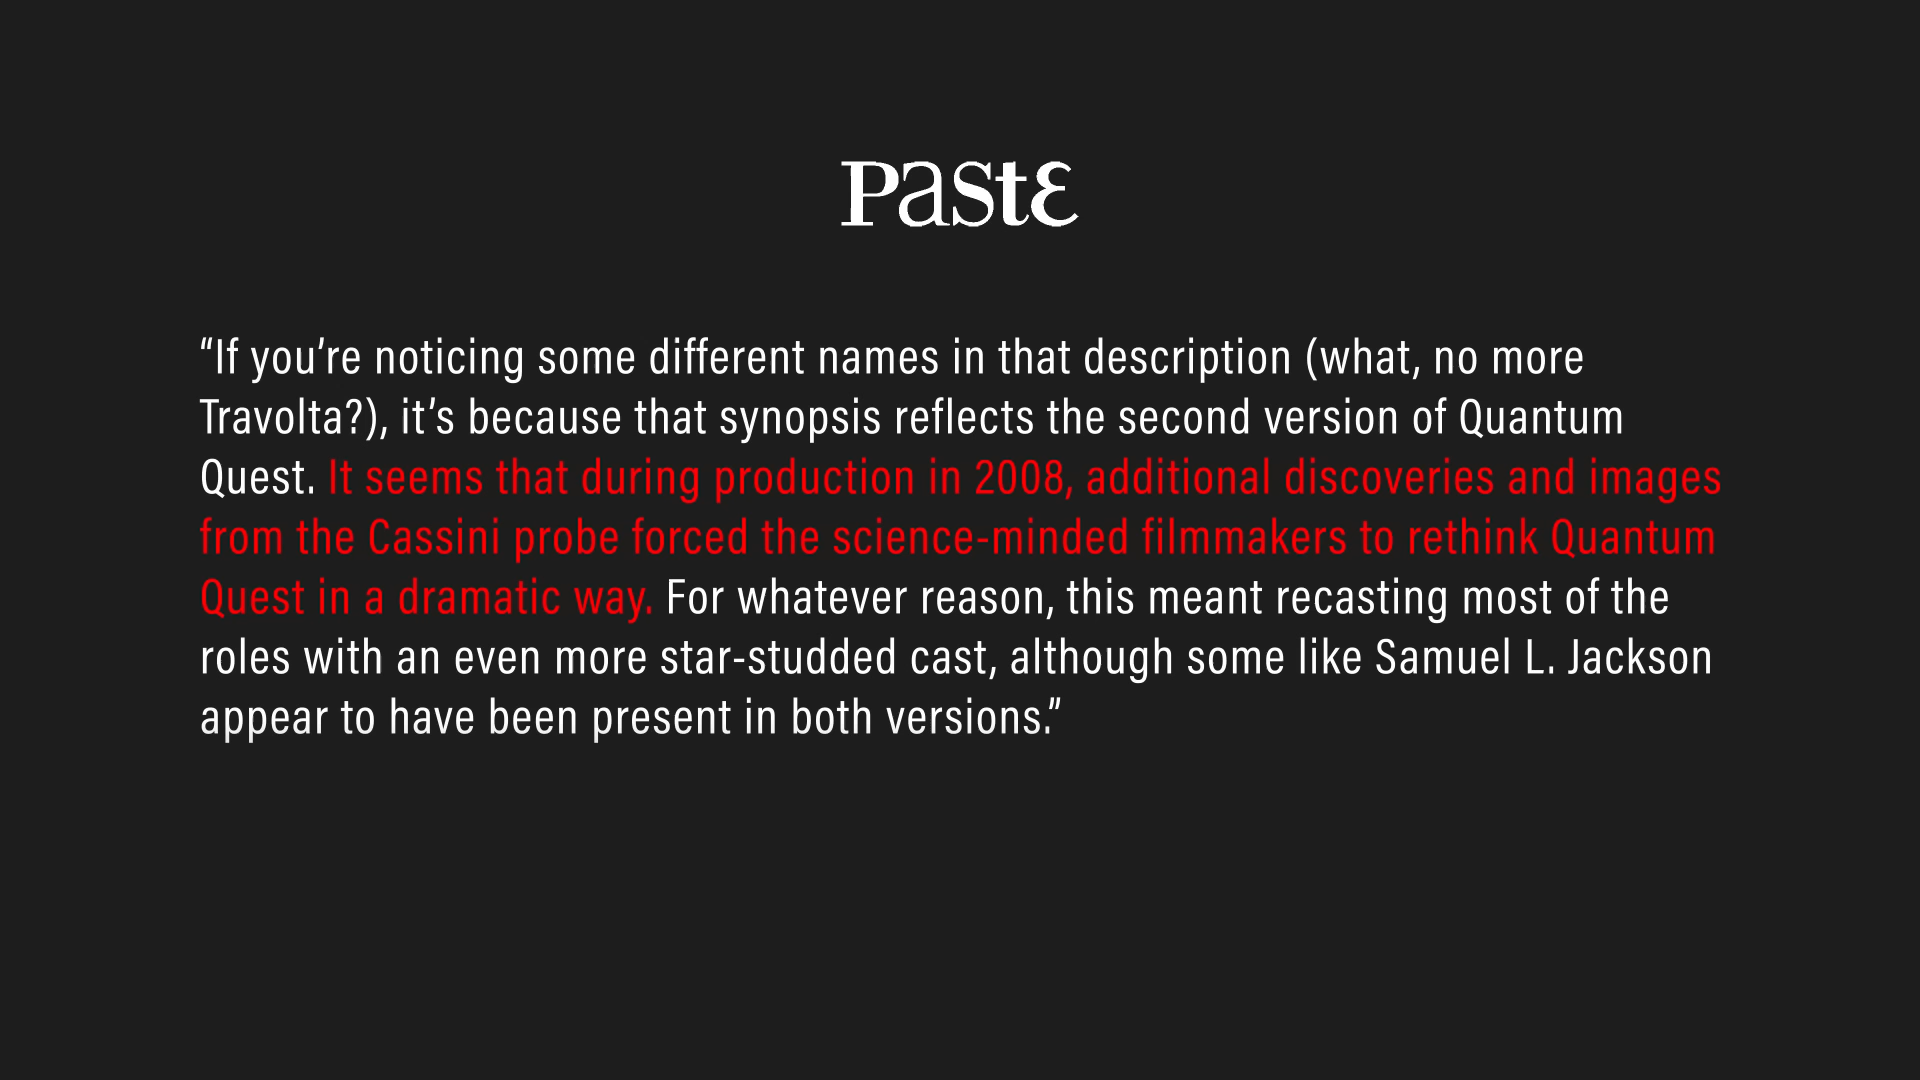 Paste
“If you’re noticing some different names in that description (what, no more
Travolta?), it’s because that synopsis reflects the second version of Quantum
Quest. It seems that during production in 2008, additional discoveries and images
from the Cassini probe forced the science-minded filmmakers to rethink Quantum
Quest in a dramatic way. For whatever reason, this meant recasting most of the
roles with an even more star-studded cast, although some like Samuel L. Jackson
appear to have been present in both versions.”